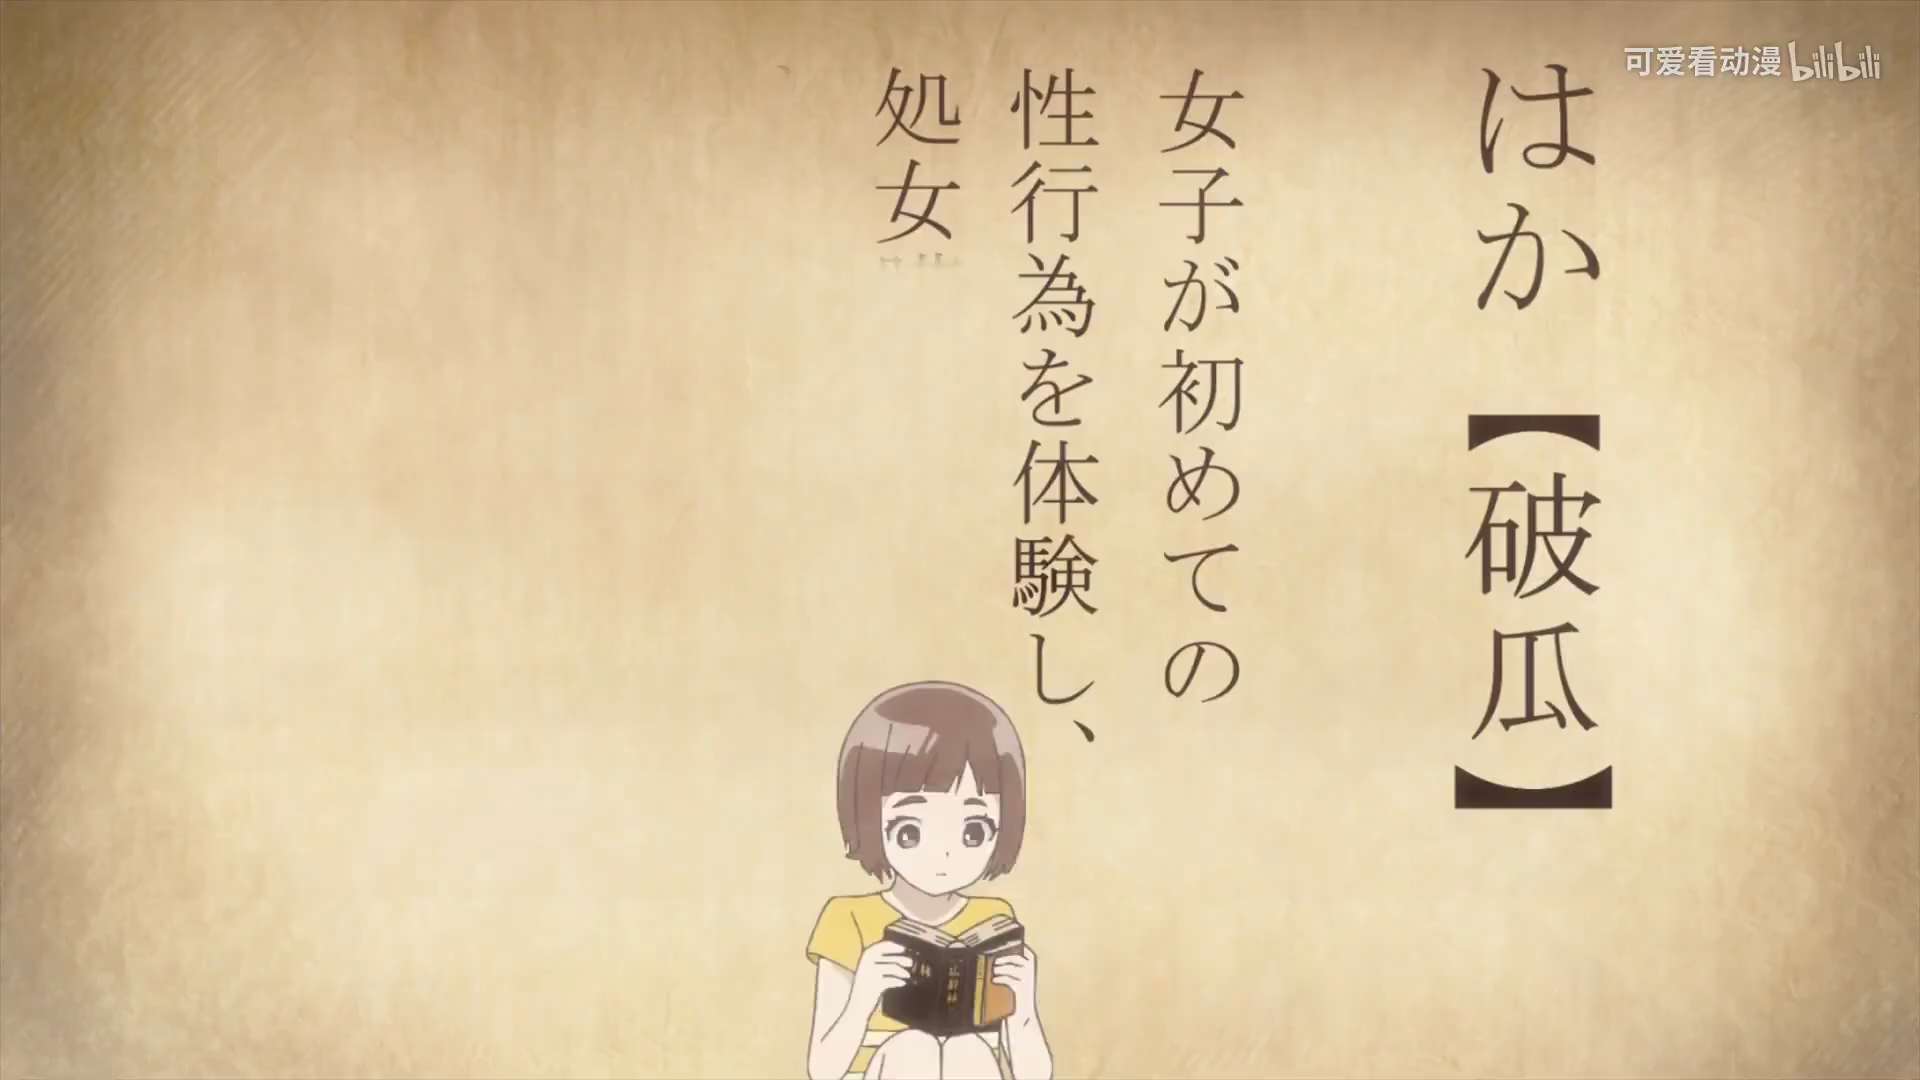 可爱看动漫 bilibili
はか【破瓜】
女子が初めての
性行為を体験し、
処女